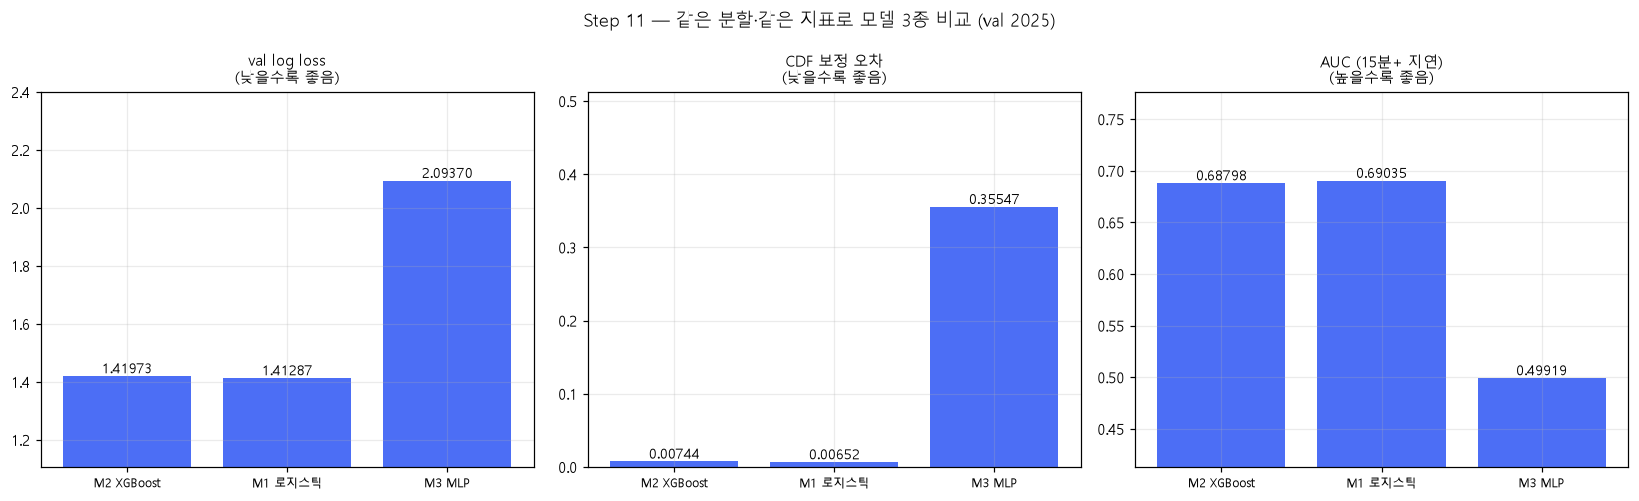 Step 11 — 같은 분할·같은 지표로 모델 3종 비교 (val 2025)
val log loss
(낮을수록 좋음)
2.4
2.2
2.0
1.8
1.6
1.4
1.2
1.41973
1.41287
2.09370
M2 XGBoost
M1 로지스틱
M3 MLP
CDF 보정 오차
(낮을수록 좋음)
0.5
0.4
0.3
0.2
0.1
0.0
0.00744
0.00652
0.35547
M2 XGBoost
M1 로지스틱
M3 MLP
AUC (15분+ 지연)
(높을수록 좋음)
0.75
0.70
0.65
0.60
0.55
0.50
0.45
0.68798
0.69035
0.49919
M2 XGBoost
M1 로지스틱
M3 MLP